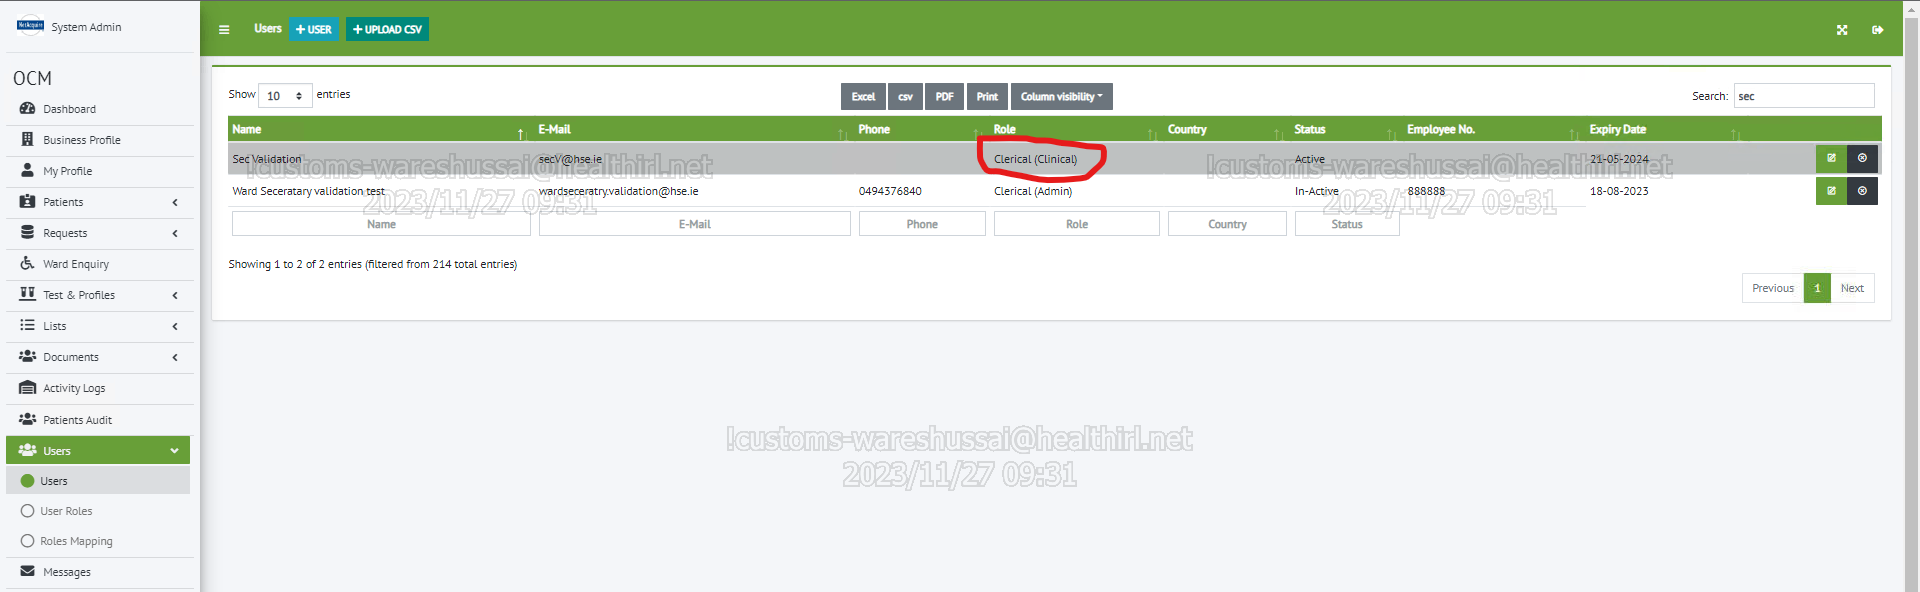 NetAcquire System Admin
Users + USER + UPLOAD CSV
OCM
Dashboard
Business Profile
My Profile
Patients
Requests
Ward Enquiry
Test & Profiles
Lists
Documents
Activity Logs
Patients Audit
Users
Users
User Roles
Roles Mapping
Messages
Show 10 entries
Excel csv PDF Print Column visibility
Search: sec
Name E-Mail Phone Role Country Status Employee No. Expiry Date
Sec Validation secV@hse.ie Clerical (Clinical) Active 21-05-2024
Ward Seceratary validation test wardseceratry.validation@hse.ie 0494376840 Clerical (Admin) In-Active 888888 18-08-2023
Name E-Mail Phone Role Country Status
Showing 1 to 2 of 2 entries (filtered from 214 total entries)
Previous 1 Next
!customs-wareshussai@healthirl.net
2023/11/27 09:31
!customs-wareshussai@healthirl.net
2023/11/27 09:31
!customs-wareshussai@healthirl.net
2023/11/27 09:31